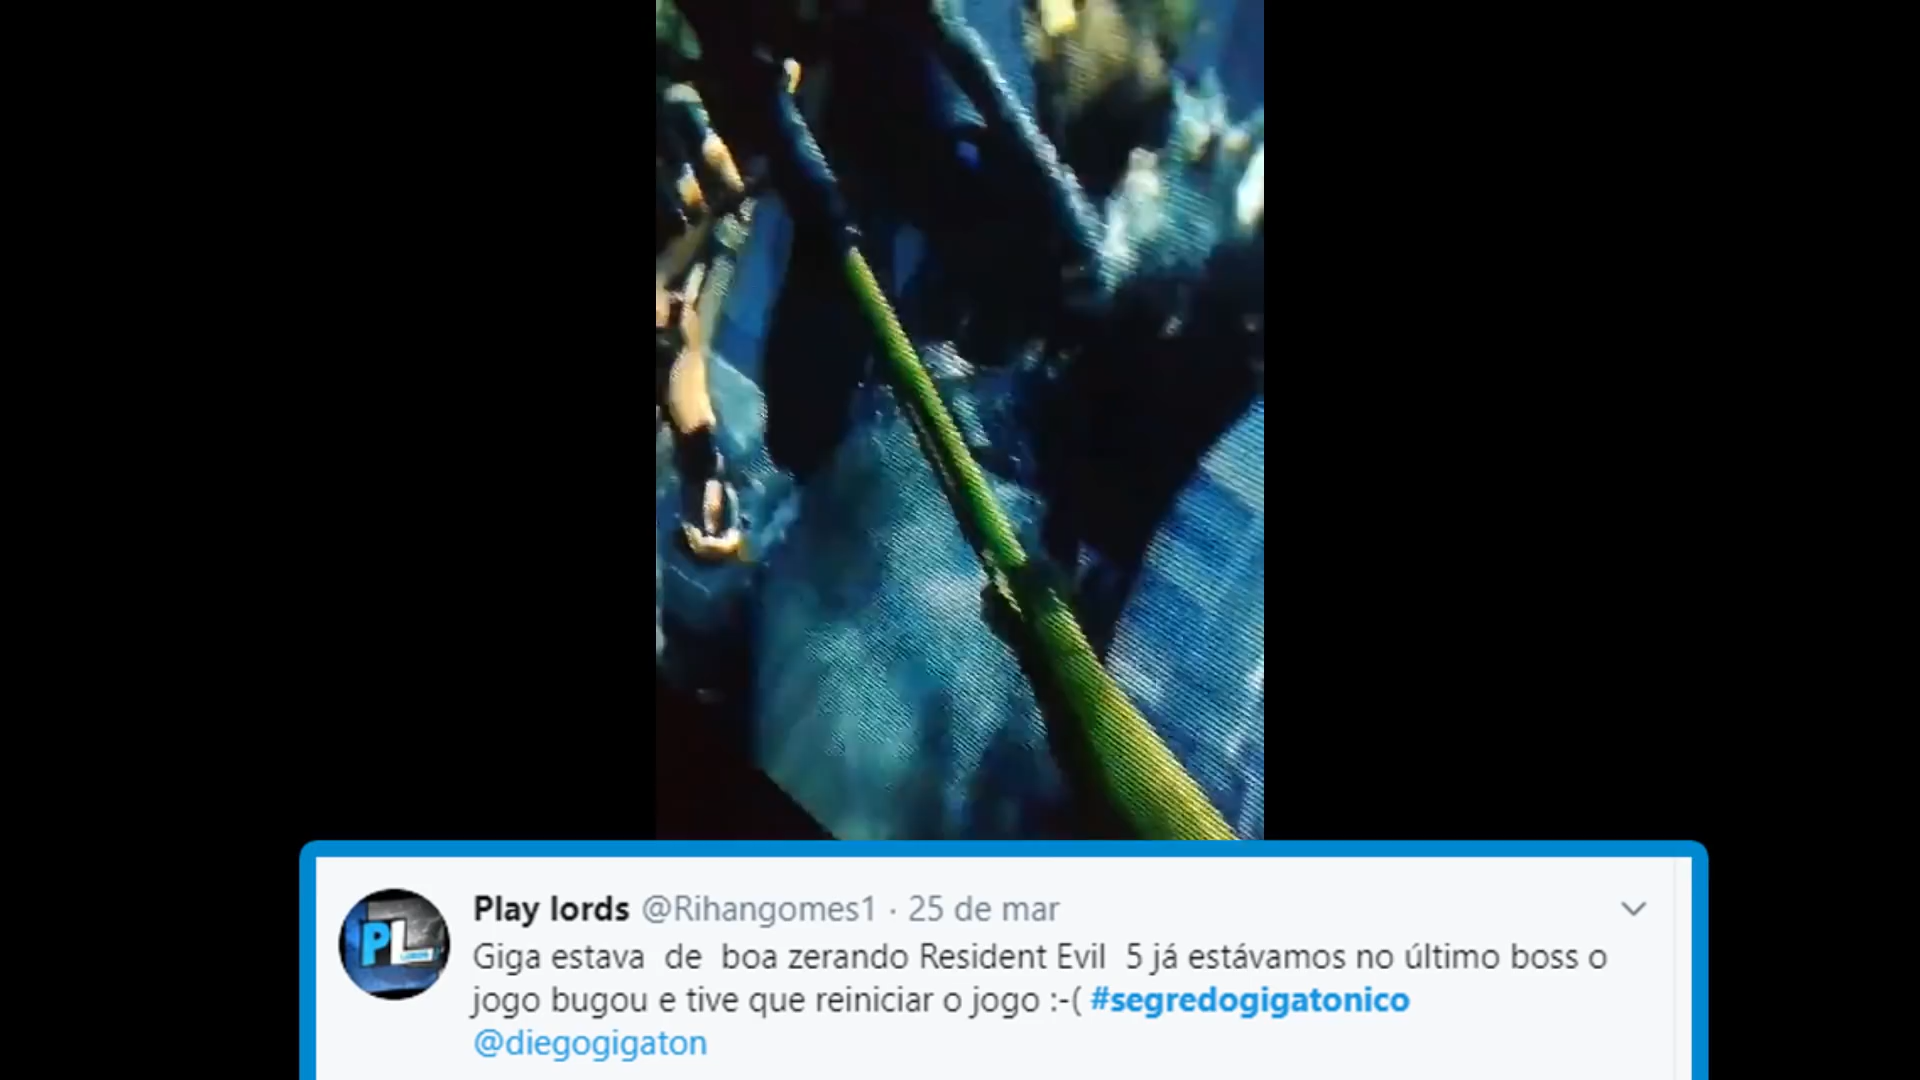 Play lords @Rihangomes1 · 25 de mar
Giga estava de boa zerando Resident Evil 5 já estávamos no último boss o
jogo bugou e tive que reiniciar o jogo :-( #segredogigatonico
@diegogigaton
PL